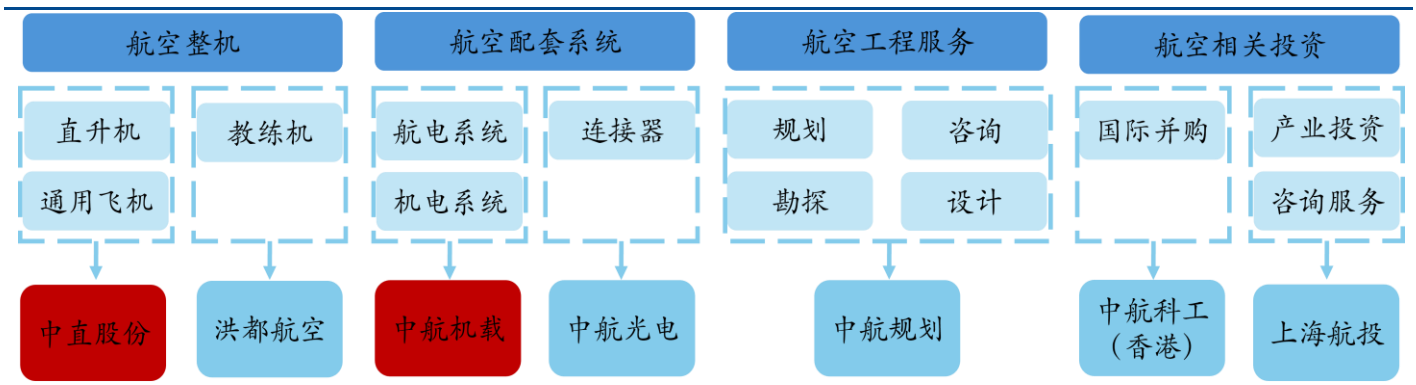 航空整机
航空配套系统
航空工程服务
航空相关投资
直升机
教练机
航电系统
连接器
规划
咨询
国际并购
产业投资
通用飞机
机电系统
勘探
设计
咨询服务
中直股份
洪都航空
中航机载
中航光电
中航规划
中航科工
（香港）
上海航投